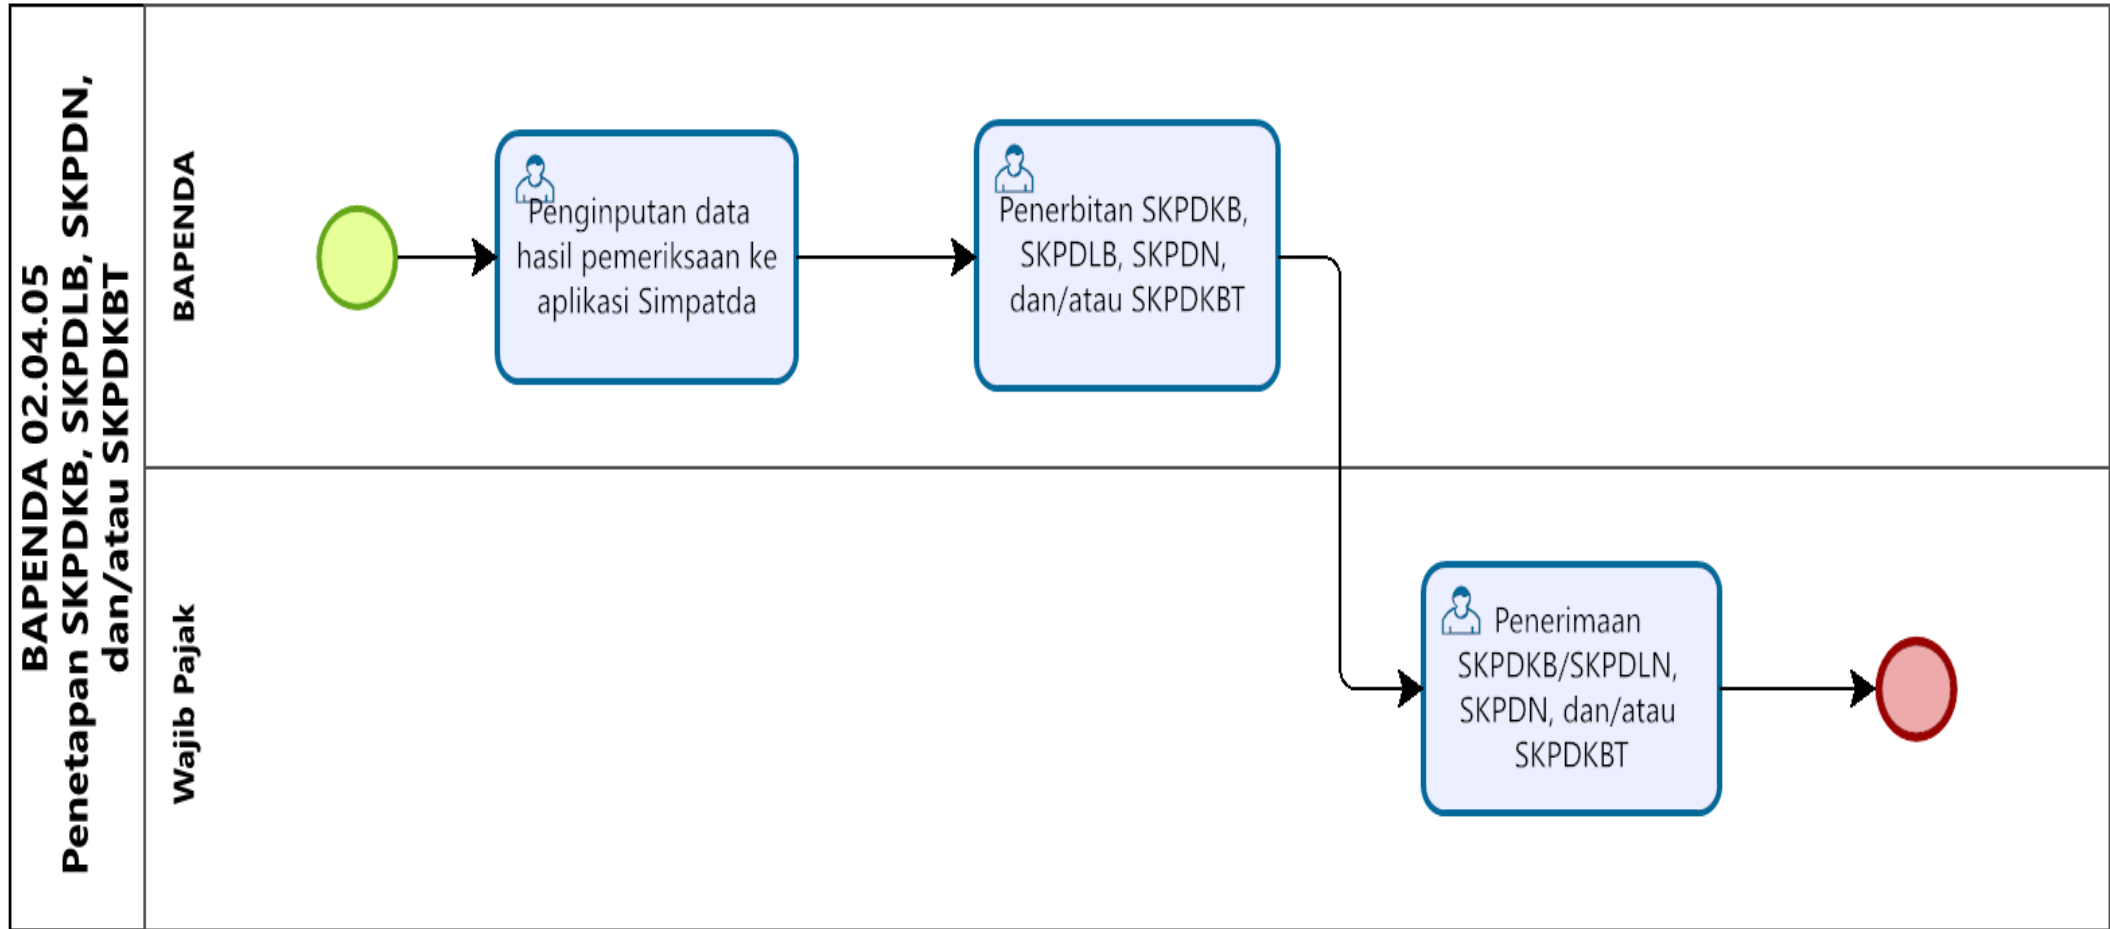 BAPENDA 02.04.05
Penetapan SKPDKB, SKPDLB, SKPDN,
dan/atau SKPDKBT
BAPENDA
Penginputan data
hasil pemeriksaan ke
aplikasi Simpatda
Penerbitan SKPDKB,
SKPDLB, SKPDN,
dan/atau SKPDKBT
Wajib Pajak
Penerimaan
SKPDKB/SKPDLN,
SKPDN, dan/atau
SKPDKBT